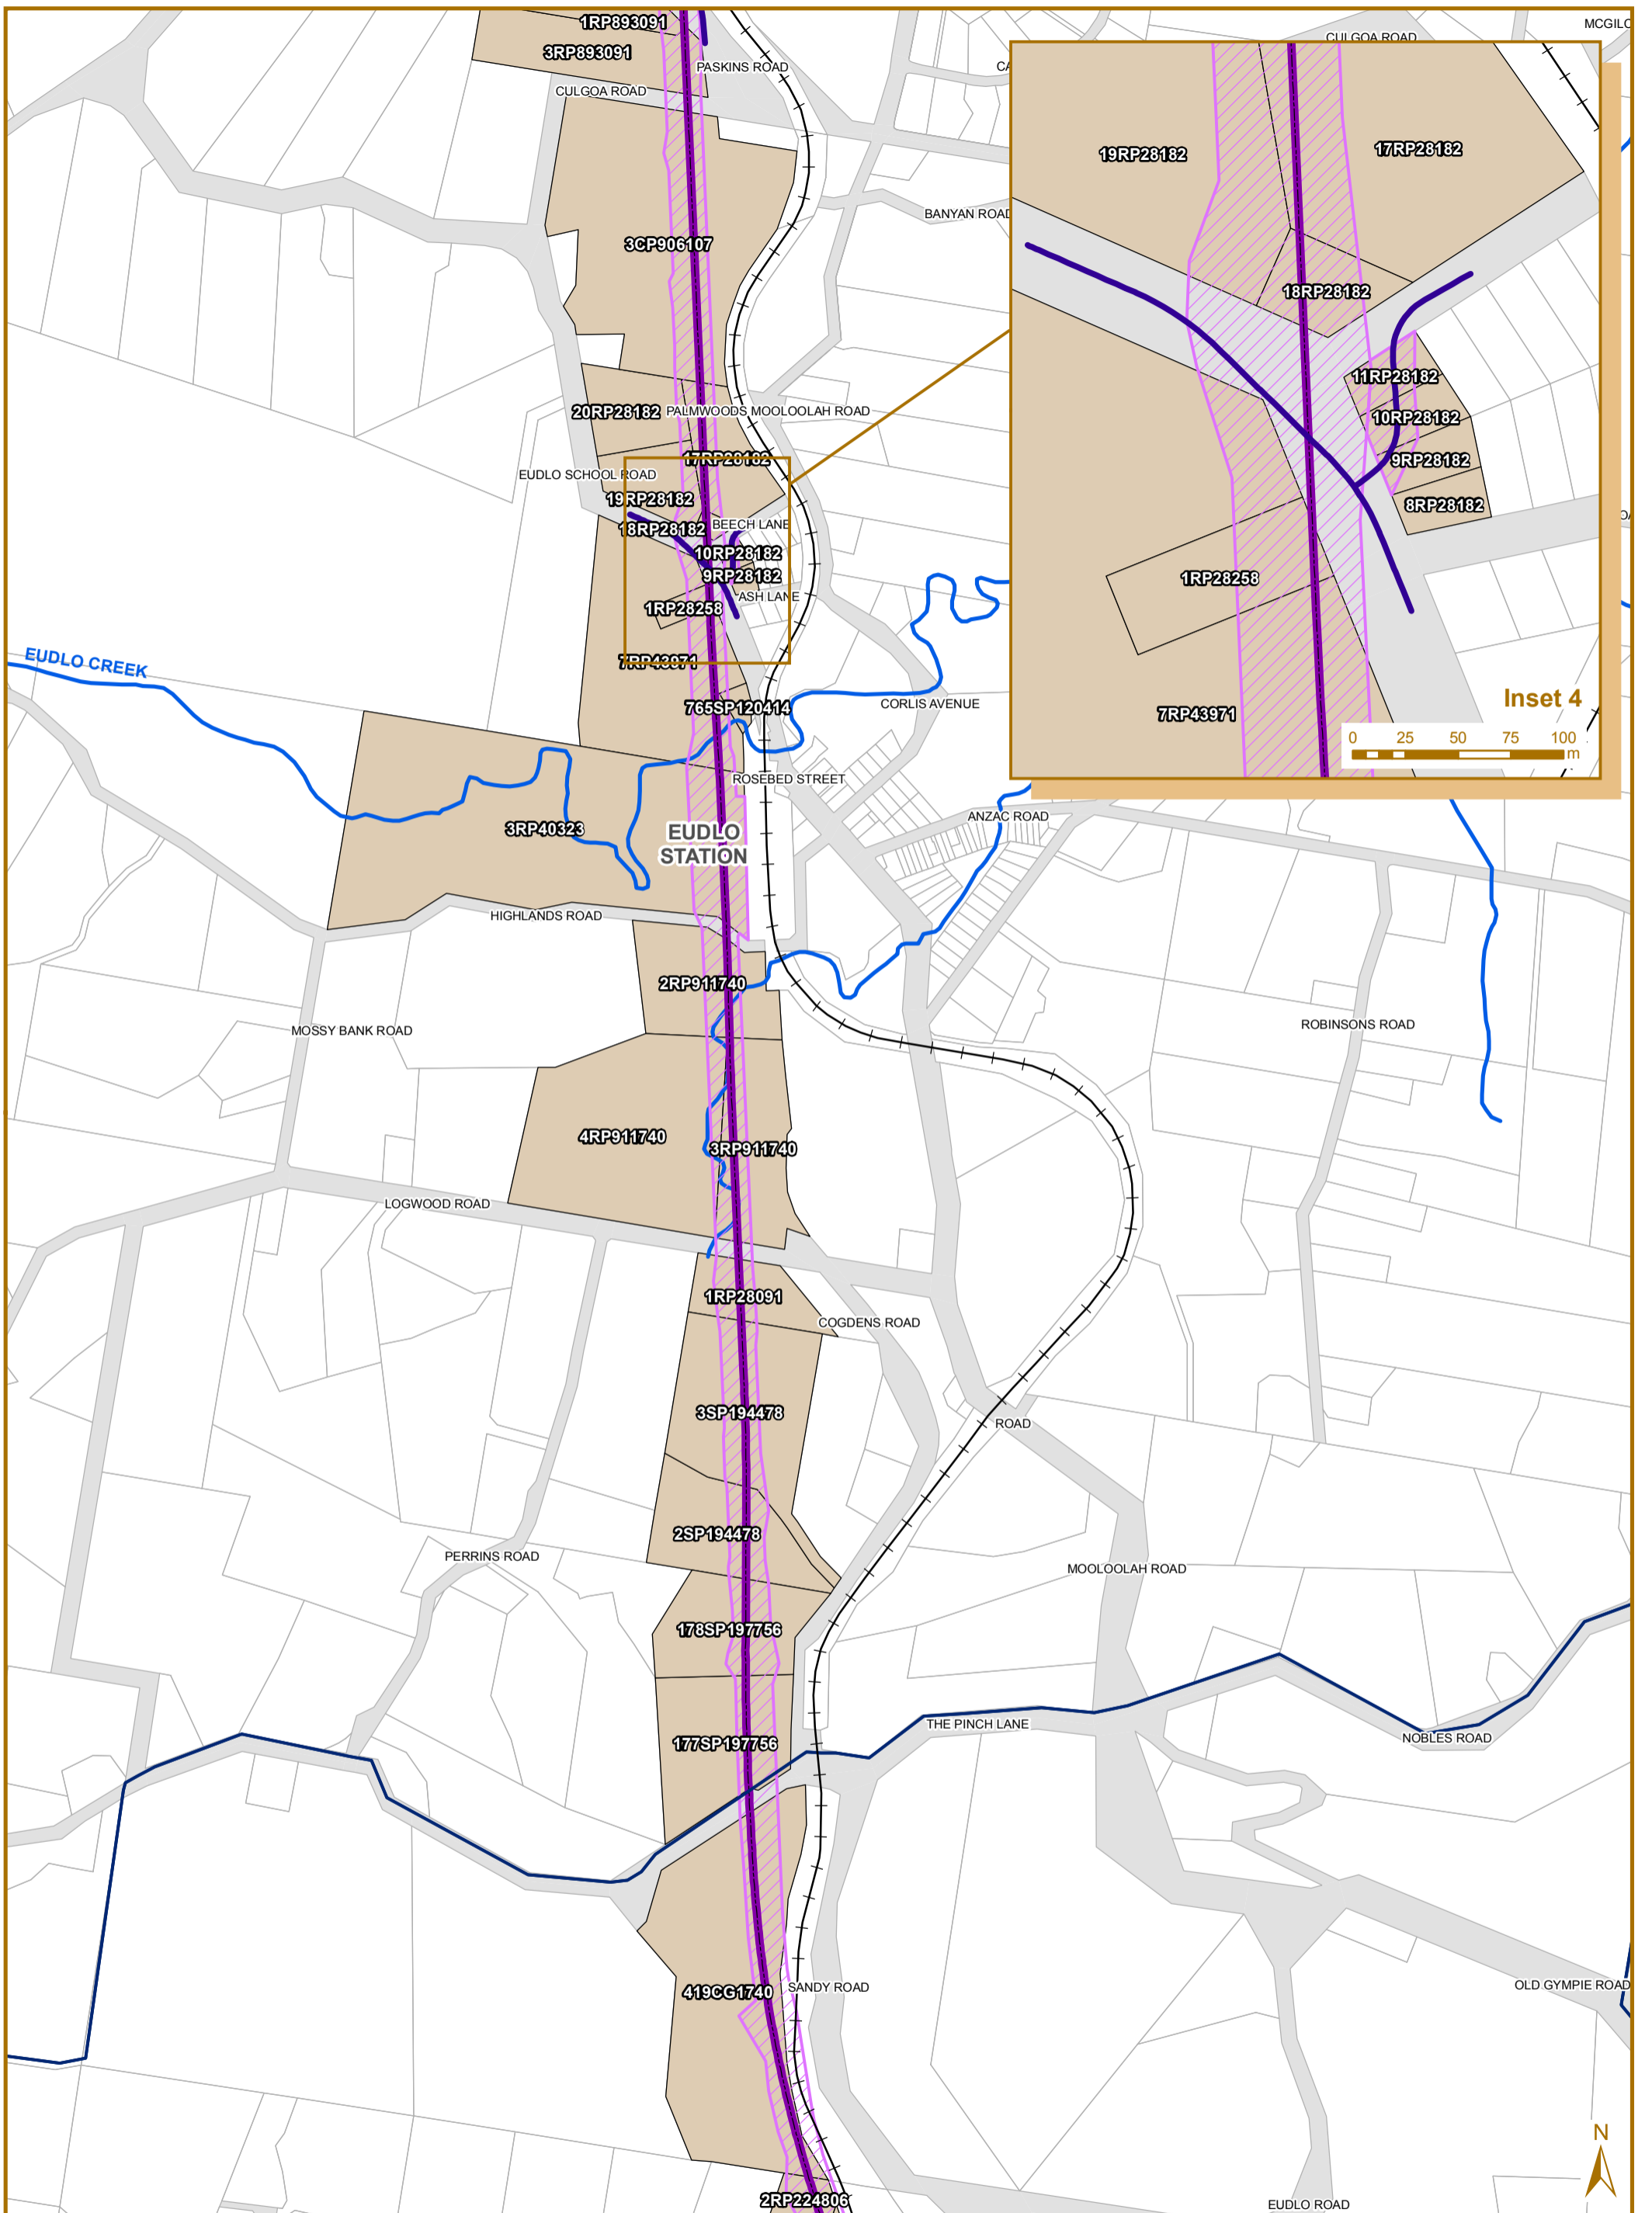 1RP893091
3RP893091
PASKINS ROAD
CULGOA ROAD
CULGOA ROAD
BANYAN ROAD
3CP906107
20RP28182
PALMWOODS MOOLOOLAH ROAD
17RP28182
EUDLO SCHOOL ROAD
19RP28182
18RP28182
BEECH LANE
10RP28182
9RP28182
ASH LANE
1RP28258
7RP43971
EUDLO CREEK
765SP120414
CORLIS AVENUE
ROSEBED STREET
ANZAC ROAD
3RP40323
EUDLO
STATION
HIGHLANDS ROAD
2RP911740
MOSSY BANK ROAD
ROBINSONS ROAD
4RP911740
3RP911740
LOGWOOD ROAD
1RP28091
COGDENS ROAD
3SP194478
ROAD
2SP194478
PERRINS ROAD
MOOLOOLAH ROAD
178SP197756
THE PINCH LANE
NOBLES ROAD
177SP197756
419CG1740
SANDY ROAD
OLD GYMPIE ROAD
2RP224806
EUDLO ROAD
N
19RP28182
17RP28182
18RP28182
11RP28182
10RP28182
9RP28182
8RP28182
1RP28258
7RP43971
Inset 4
0 25 50 75 100
m